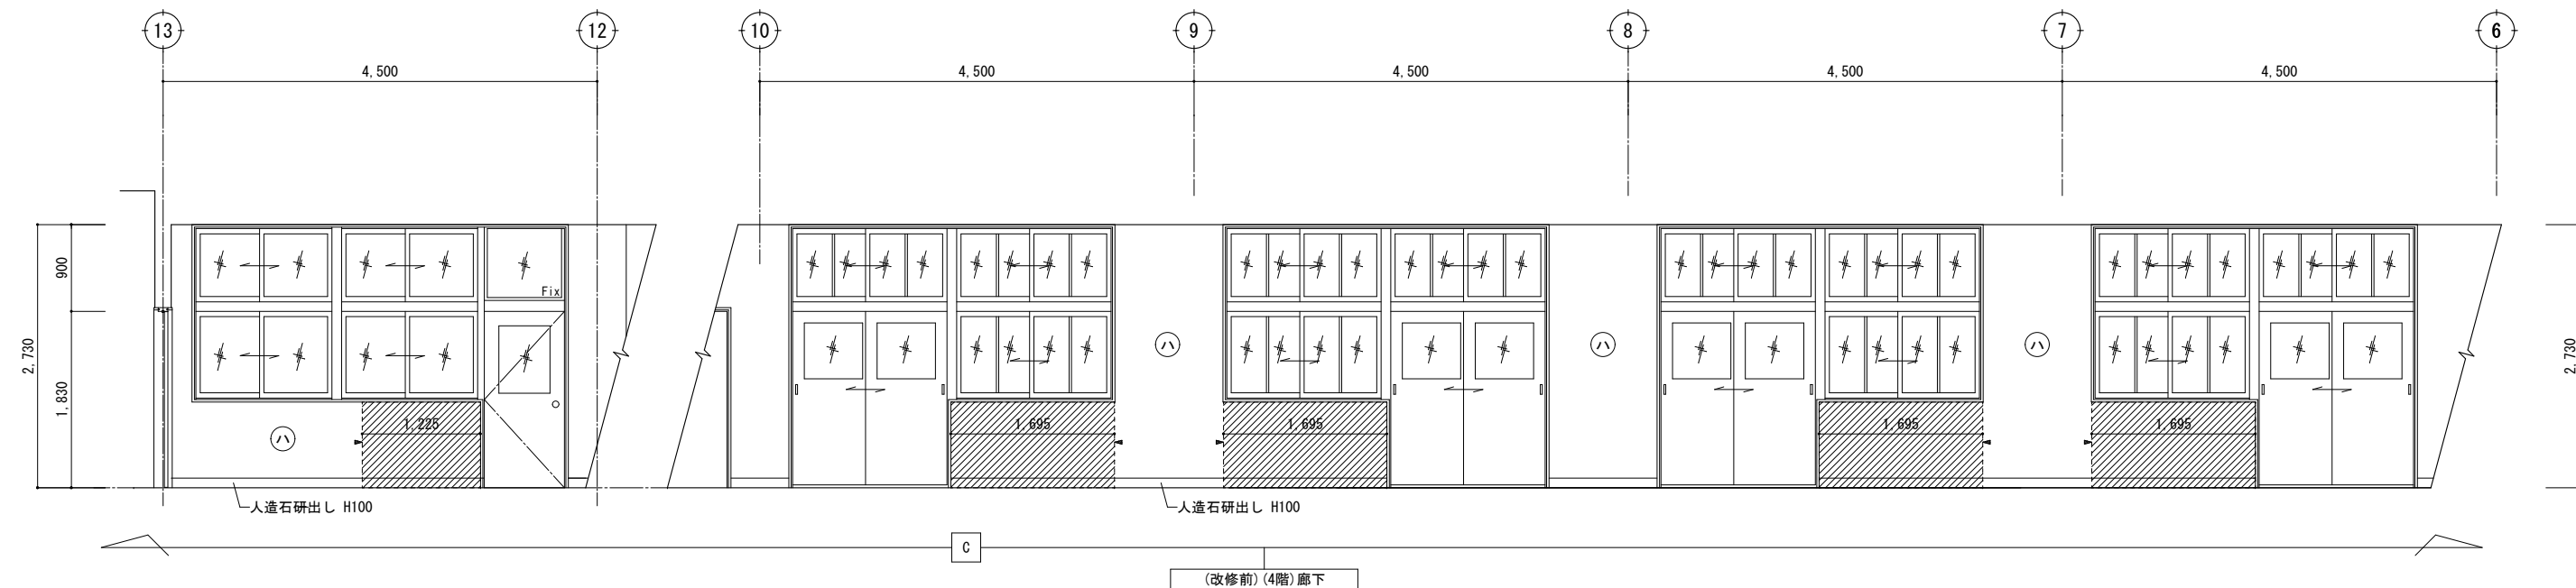 13 12 10 9 8 7 6
4,500 4,500 4,500 4,500 4,500
900
Fix
2,730
1,830
2,730
ハ ハ ハ
1,225 1,695 1,695 1,695 1,695
ハ
人造石研出し H100
人造石研出し H100
C
(改修前)(4階)廊下